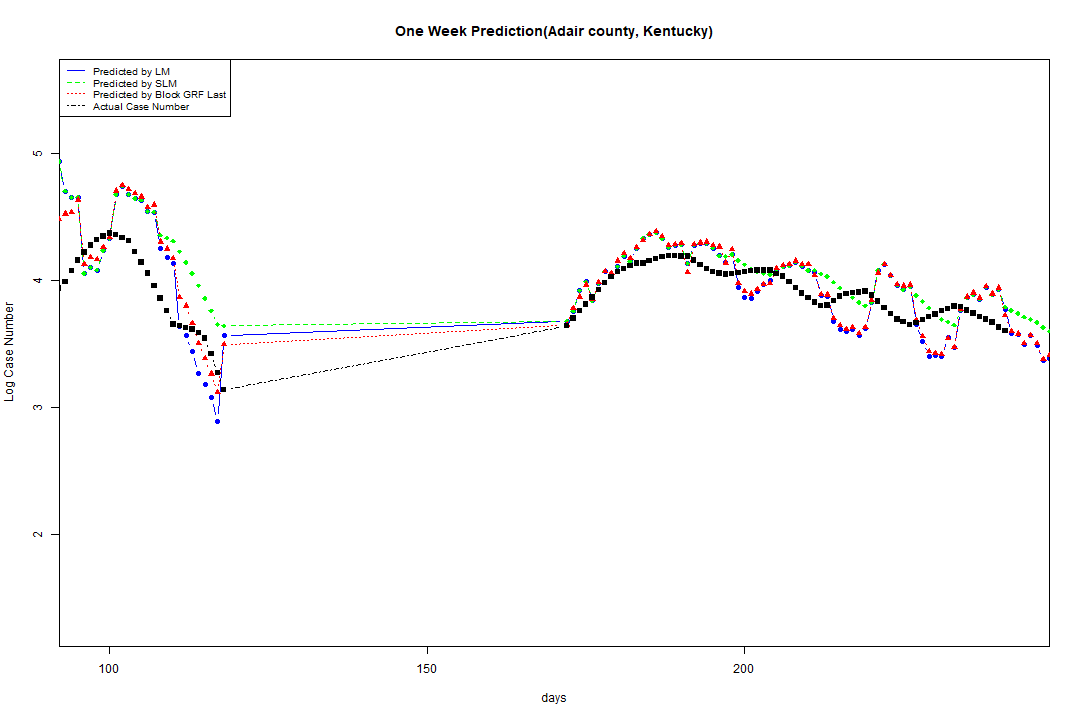 One Week Prediction(Adair county, Kentucky)
Predicted by LM
Predicted by SLM
Predicted by Block GRF Last
Actual Case Number
5
4
3
2
Log Case Number
100 150 200
days